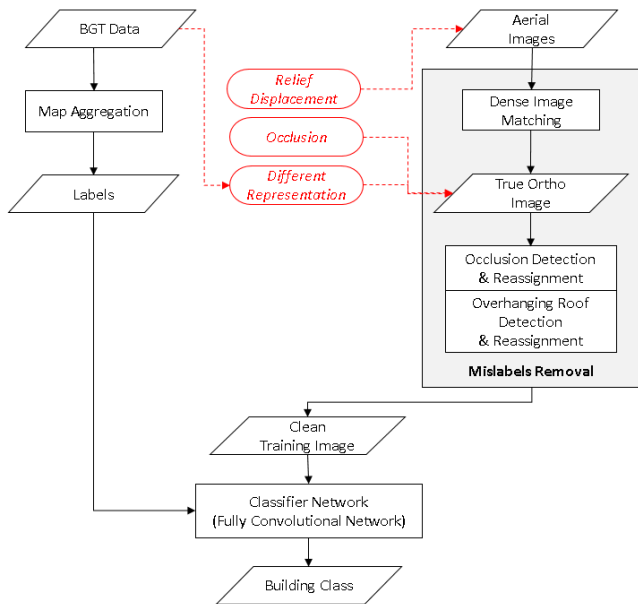 BGT Data
Aerial
Images
Relief
Displacement
Map Aggregation
Dense Image
Matching
Occlusion
Labels
Different
Representation
True Ortho
Image
Occlusion Detection
& Reassignment
Overhanging Roof
Detection
& Reassignment
Mislabels Removal
Clean
Training Image
Classifier Network
(Fully Convolutional Network)
Building Class